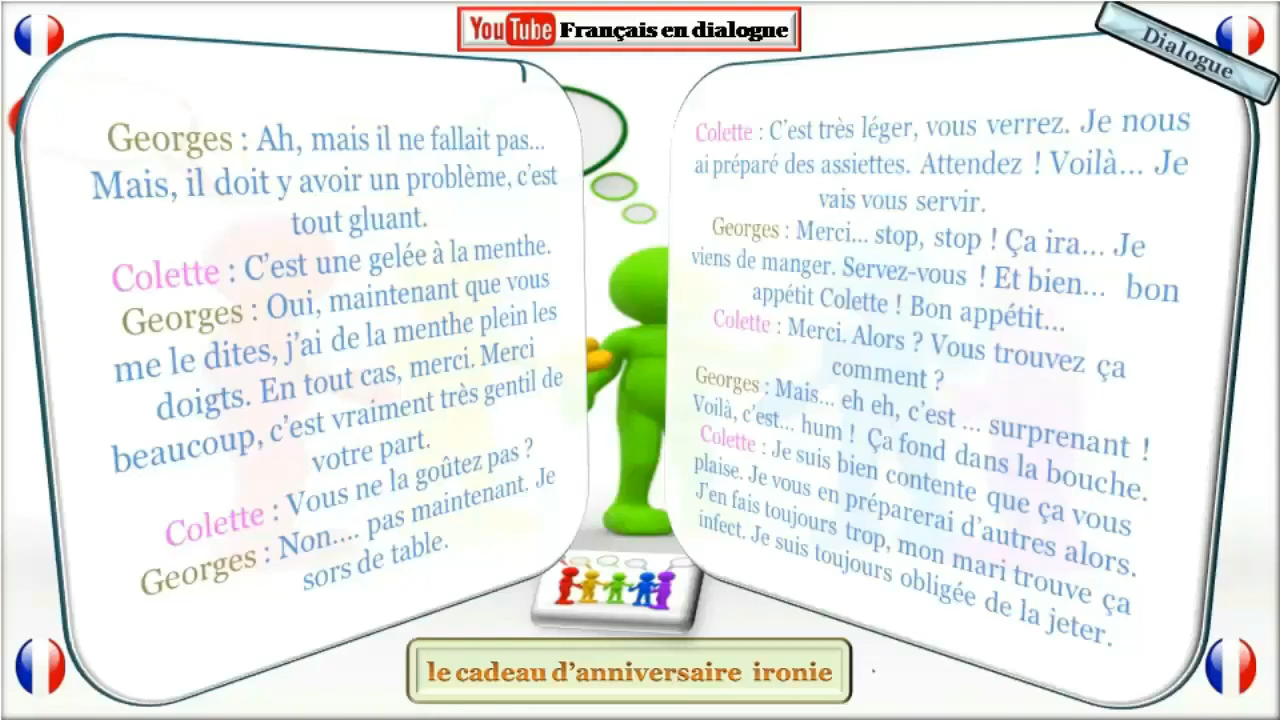 YouTube Français en dialogue
Dialogue
Georges : Ah, mais il ne fallait pas...
Mais, il doit y avoir un problème, c'est
tout gluant.
Colette : C'est une gelée à la menthe.
Georges : Oui, maintenant que vous
me le dites, j'ai de la menthe plein les
doigts. En tout cas, merci. Merci
beaucoup, c'est vraiment très gentil de
votre part.
Colette : Vous ne la goûtez pas ?
Georges : Non.... pas maintenant. Je
sors de table.
Colette : C'est très léger, vous verrez. Je nous
ai préparé des assiettes. Attendez ! Voilà... Je
vais vous servir.
Georges : Merci... stop, stop ! Ça ira... Je
viens de manger. Servez-vous ! Et bien... bon
appétit Colette ! Bon appétit...
Colette : Merci. Alors ? Vous trouvez ça
comment ?
Georges : Mais... eh eh, c'est ... surprenant !
Voilà, c'est... hum ! Ça fond dans la bouche.
Colette : Je suis bien contente que ça vous
plaise. Je vous en préparerai d'autres alors.
J'en fais toujours trop, mon mari trouve ça
infect. Je suis toujours obligée de la jeter.
le cadeau d'anniversaire ironie